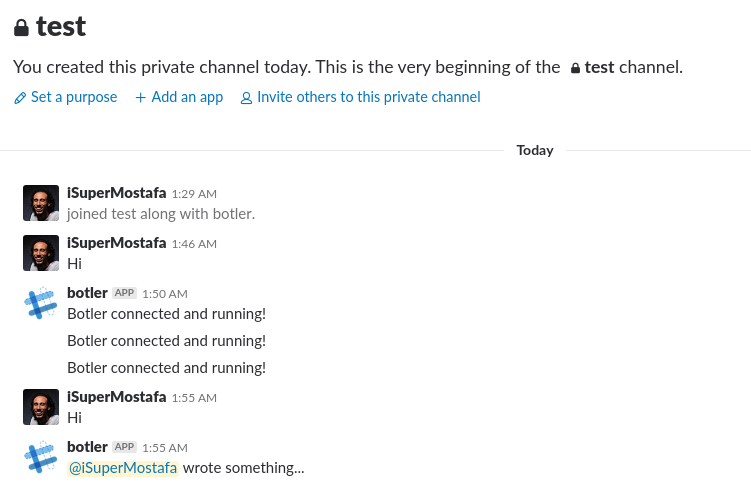 test
You created this private channel today. This is the very beginning of the test channel.
Set a purpose + Add an app Invite others to this private channel
Today
iSuperMostafa 1:29 AM
joined test along with botler.
iSuperMostafa 1:46 AM
Hi
botler APP 1:50 AM
Botler connected and running!
Botler connected and running!
Botler connected and running!
iSuperMostafa 1:55 AM
Hi
botler APP 1:55 AM
@iSuperMostafa wrote something...